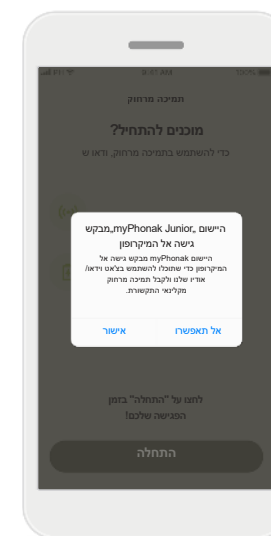 9:41 AM
100%
תמיכה מרחוק
מוכנים להתחיל?
כדי להשתמש בתמיכה מרחוק, ודאו ש
היישום „myPhonak Junior„מבקש
גישה אל המיקרופון
היישום myPhonak מבקש גישה אל
המיקרופון כדי שתוכלו להשתמש בצ'אט וידאו/
אודיו שלנו ולקבל תמיכה מרחוק
מקלינאי התקשורת.
אל תאפשרו
אישור
לחצו על "התחלה" בזמן
הפגישה שלכם!
התחלה